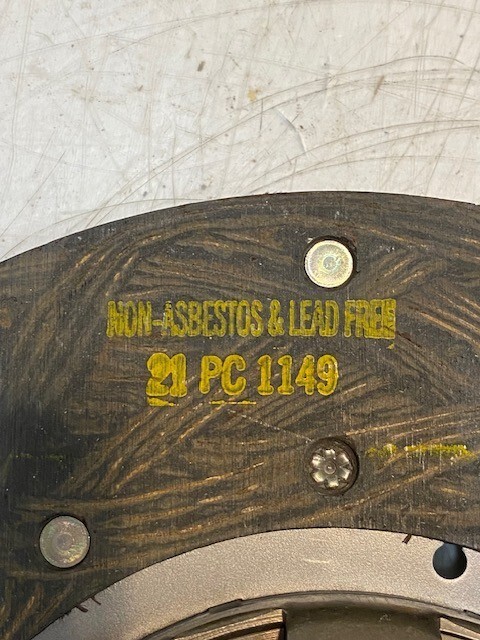 NON-ASBESTOS & LEAD FREE
21 PC 1149